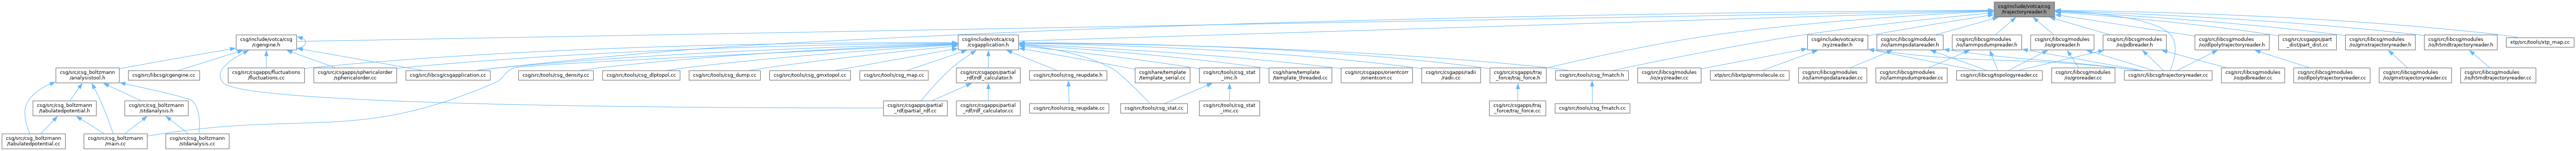 csg/include/votca/csg
/trajectoryreader.h
csg/include/votca/csg
/cgengine.h
csg/include/votca/csg
/csgapplication.h
csg/include/votca/csg
/xyzreader.h
csg/src/libcsg/modules
/io/lammpsdatareader.h
csg/src/libcsg/modules
/io/lammpsdumpreader.h
csg/src/libcsg/modules
/io/groreader.h
csg/src/libcsg/modules
/io/pdbreader.h
csg/src/libcsg/modules
/io/dlpolytrajectoryreader.h
csg/src/csgapps/part
_dist/part_dist.cc
csg/src/libcsg/modules
/io/gmxtrajectoryreader.h
csg/src/libcsg/modules
/io/h5mdtrajectoryreader.h
xtp/src/tools/xtp_map.cc
csg/src/csg_boltzmann
/analysistool.h
csg/src/libcsg/cgengine.cc
csg/src/csgapps/fluctuations
/fluctuations.cc
csg/src/csgapps/sphericalorder
/sphericalorder.cc
csg/src/libcsg/csgapplication.cc
csg/src/tools/csg_density.cc
csg/src/tools/csg_dlptopol.cc
csg/src/tools/csg_dump.cc
csg/src/tools/csg_gmxtopol.cc
csg/src/tools/csg_map.cc
csg/src/csgapps/partial
_rdf/rdf_calculator.h
csg/src/tools/csg_reupdate.h
csg/share/template
/template_serial.cc
csg/src/tools/csg_stat
_imc.h
csg/share/template
/template_threaded.cc
csg/src/csgapps/orientcorr
/orientcorr.cc
csg/src/csgapps/radii
/radii.cc
csg/src/csgapps/traj
_force/traj_force.h
csg/src/tools/csg_fmatch.h
csg/src/libcsg/modules
/io/xyzreader.cc
xtp/src/libxtp/qmmolecule.cc
csg/src/libcsg/modules
/io/lammpsdatareader.cc
csg/src/libcsg/modules
/io/lammpsdumpreader.cc
csg/src/libcsg/topologyreader.cc
csg/src/libcsg/modules
/io/groreader.cc
csg/src/libcsg/trajectoryreader.cc
csg/src/libcsg/modules
/io/pdbreader.cc
csg/src/libcsg/modules
/io/dlpolytrajectoryreader.cc
csg/src/libcsg/modules
/io/gmxtrajectoryreader.cc
csg/src/libcsg/modules
/io/h5mdtrajectoryreader.cc
csg/src/csg_boltzmann
/tabulatedpotential.h
csg/src/csg_boltzmann
/stdanalysis.h
csg/src/csgapps/partial
_rdf/partial_rdf.cc
csg/src/csgapps/partial
_rdf/rdf_calculator.cc
csg/src/tools/csg_reupdate.cc
csg/src/tools/csg_stat.cc
csg/src/tools/csg_stat
_imc.cc
csg/src/csgapps/traj
_force/traj_force.cc
csg/src/tools/csg_fmatch.cc
csg/src/csg_boltzmann
/tabulatedpotential.cc
csg/src/csg_boltzmann
/main.cc
csg/src/csg_boltzmann
/stdanalysis.cc